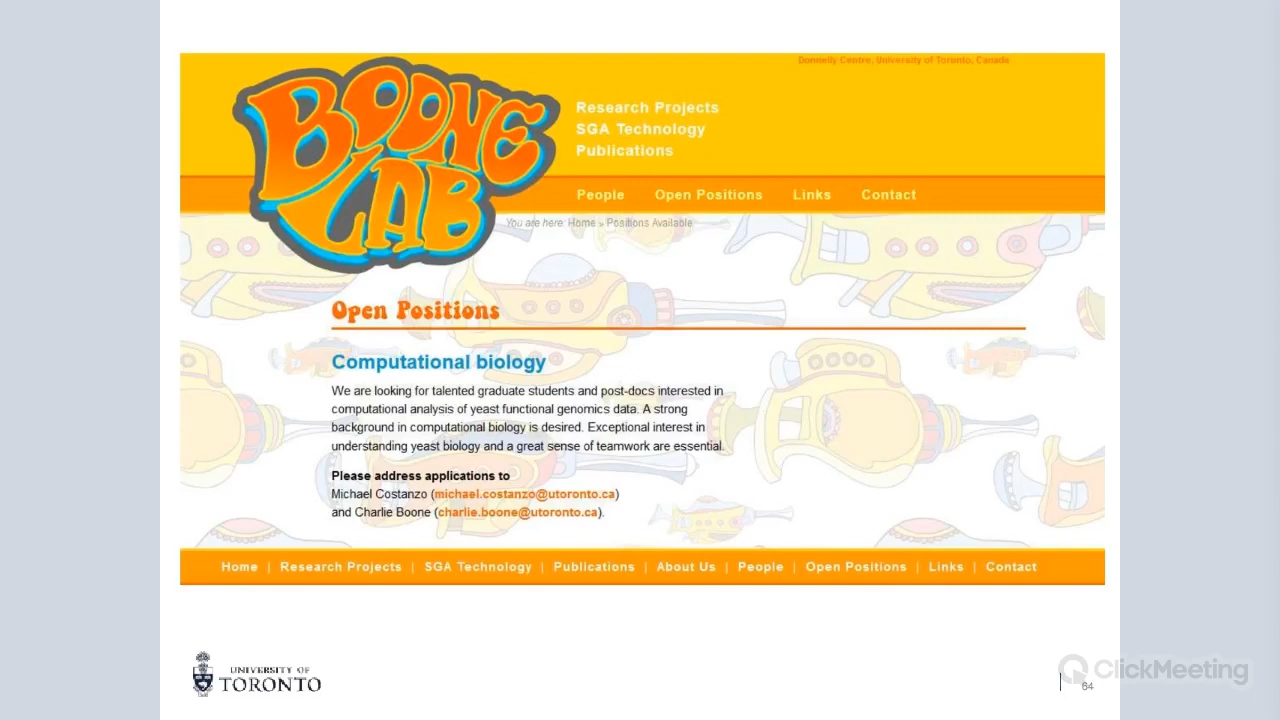 Donnelly Centre, University of Toronto, Canada
BOONE
LAB
Research Projects
SGA Technology
Publications
People Open Positions Links Contact
You are here: Home » Positions Available
Open Positions
Computational biology
We are looking for talented graduate students and post-docs interested in
computational analysis of yeast functional genomics data. A strong
background in computational biology is desired. Exceptional interest in
understanding yeast biology and a great sense of teamwork are essential.
Please address applications to
Michael Costanzo (michael.costanzo@utoronto.ca)
and Charlie Boone (charlie.boone@utoronto.ca).
Home | Research Projects | SGA Technology | Publications | About Us | People | Open Positions | Links | Contact
UNIVERSITY OF
TORONTO
ClickMeeting
64